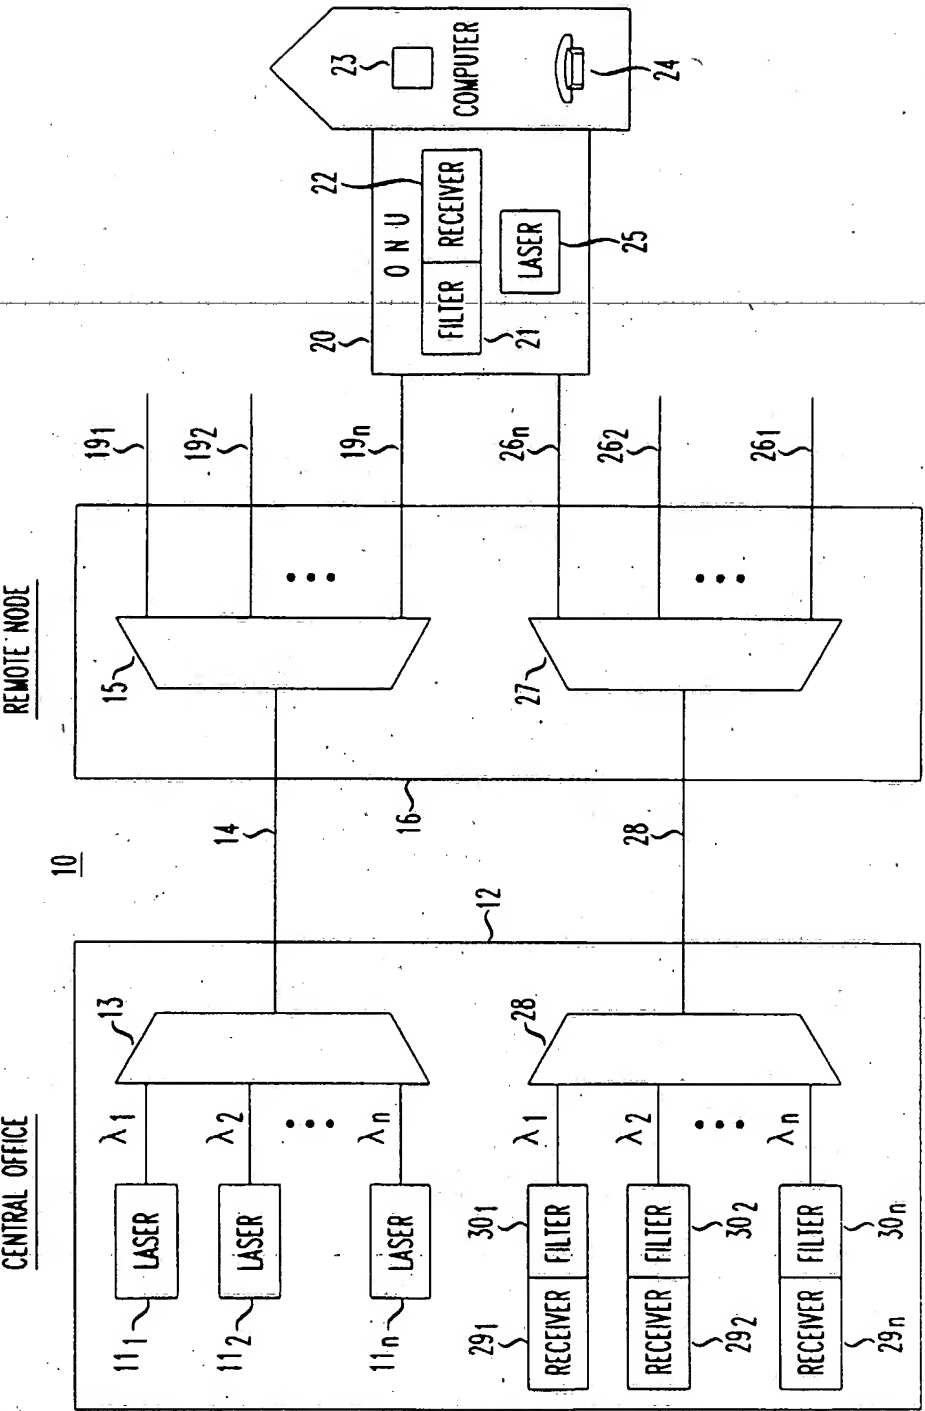 CENTRAL OFFICE
10
REMOTE NODE
11₁
LASER
λ₁
13
11₂
LASER
λ₂
11ₙ
LASER
λₙ
12
14
16
15
19₁
19₂
19ₙ
20
ONU
FILTER
RECEIVER
21
22
LASER
25
23
COMPUTER
24
29₁
RECEIVER
FILTER
30₁
λ₁
28
29₂
RECEIVER
FILTER
30₂
λ₂
29ₙ
RECEIVER
FILTER
30ₙ
λₙ
28
27
26ₙ
26₂
26₁